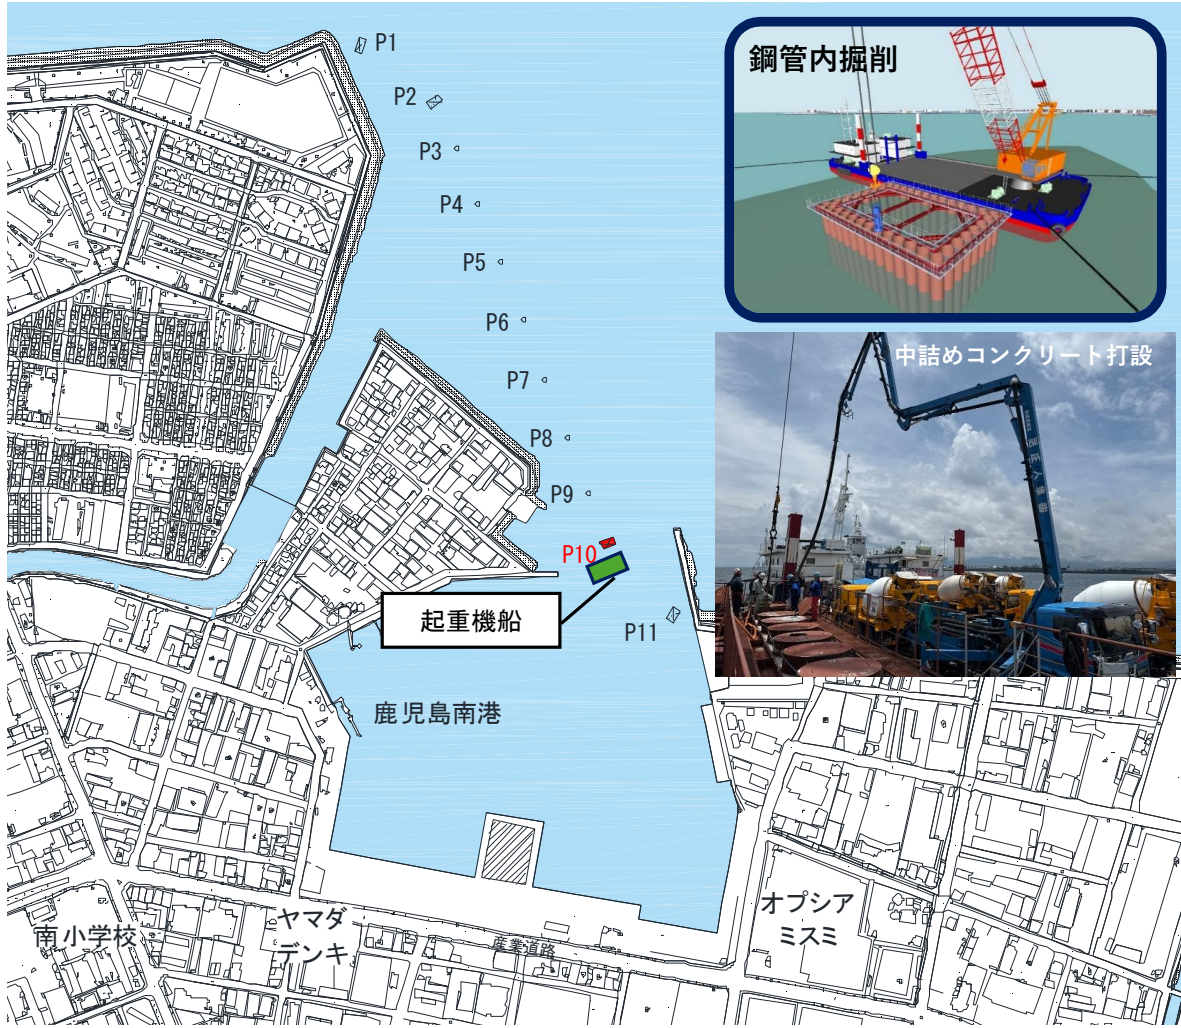 P1
P2
P3
P4
P5
P6
P7
P8
P9
P10
P11
鋼管内掘削
中詰めコンクリート打設
起重機船
鹿児島南港
南小学校
ヤマダ
デンキ
産業道路
オプシア
ミスミ